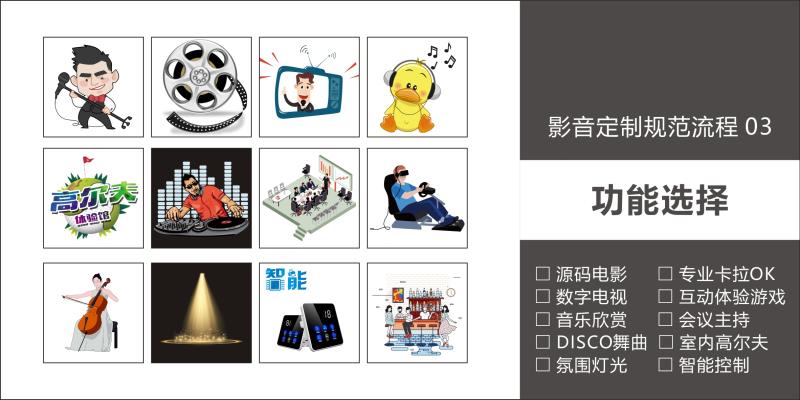 高尔夫
体验馆
智能
18
18
影音定制规范流程 03
功能选择
□ 源码电影 □ 专业卡拉OK
□ 数字电视 □ 互动体验游戏
□ 音乐欣赏 □ 会议主持
□ DISCO舞曲 □ 室内高尔夫
□ 氛围灯光 □ 智能控制